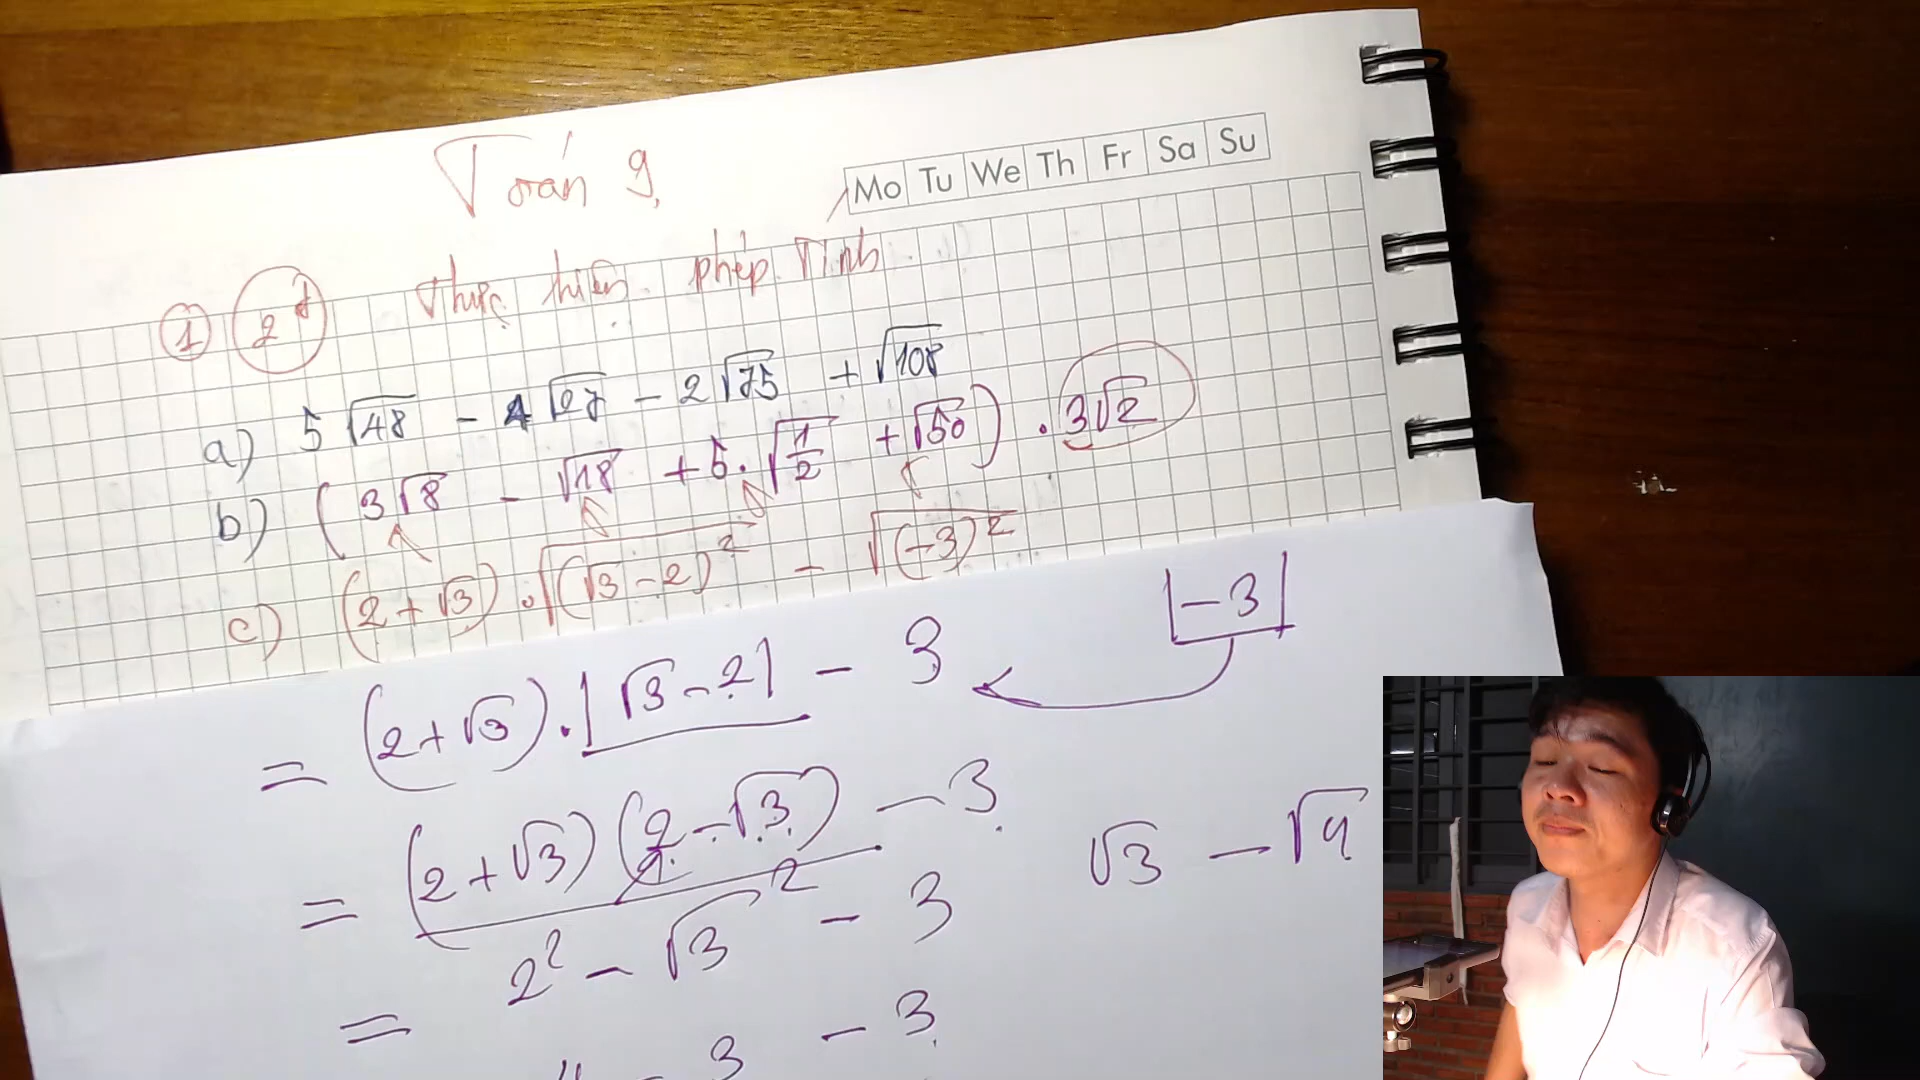 Toán 9
Mo Tu We Th Fr Sa Su
① 2đ Thực hiện phép tính
a) 5√48 - 4√27 - 2√75 + √108
b) (3√8 - √18 + 5.√(1/2) + √50) . 3√2
c) (2 + √3) . √(√3 - 2)² - √(-3)²
|-3|
= (2 + √3) . |√3 - 2| - 3
= (2 + √3)(2 - √3) - 3
√3 - √4
= 2² - √3² - 3
= 4 - 3 - 3